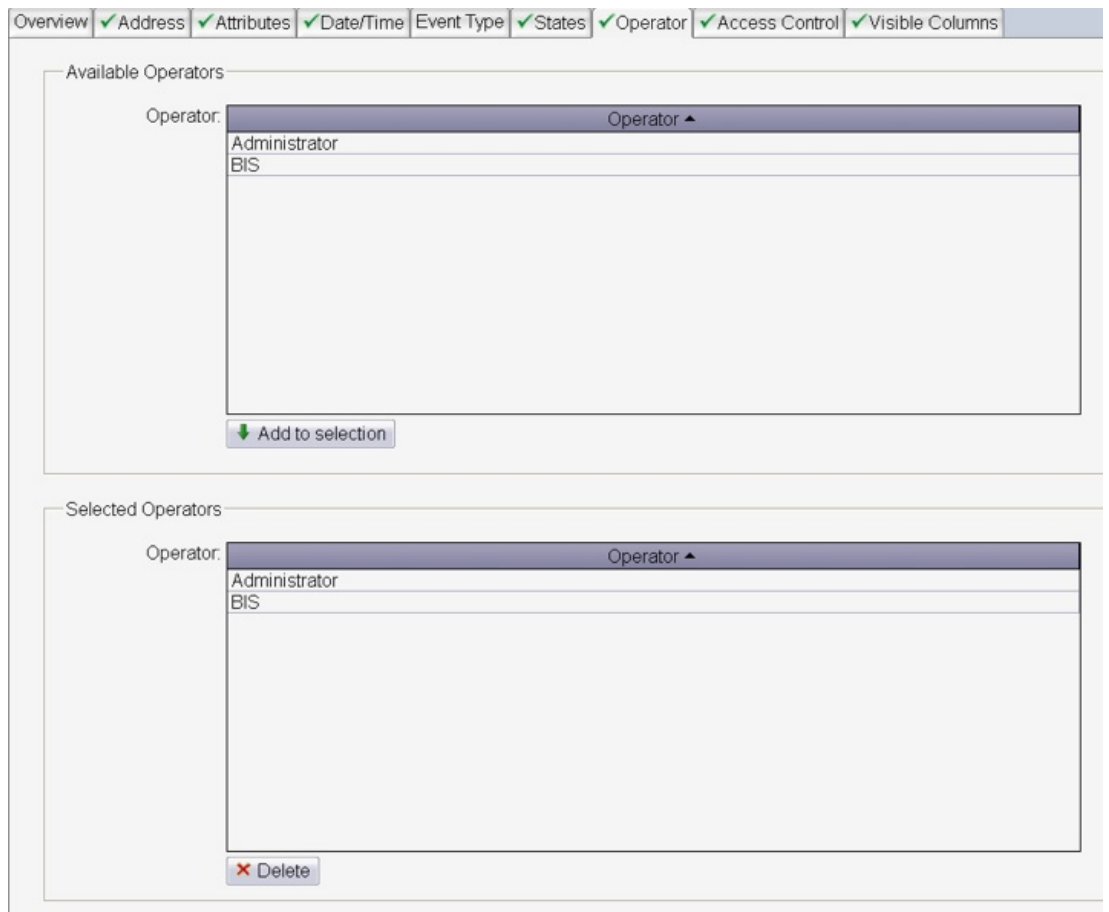 Overview Address Attributes Date/Time Event Type States Operator Access Control Visible Columns
Available Operators
Operator: Operator
Administrator
BIS
Add to selection
Selected Operators
Operator: Operator
Administrator
BIS
Delete